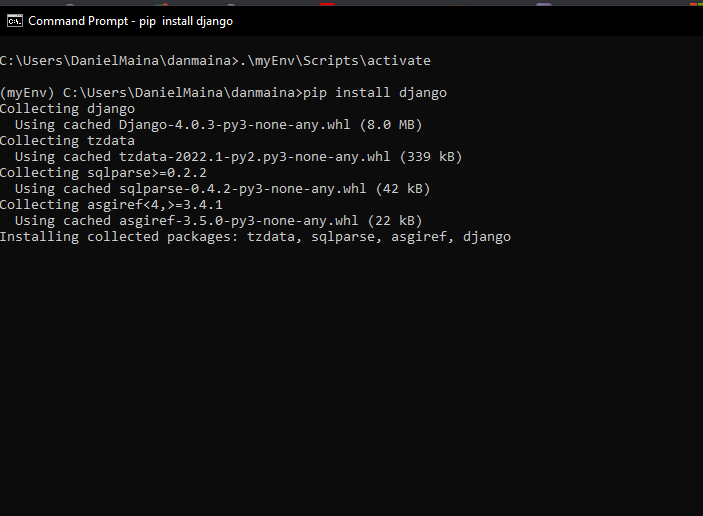 Command Prompt - pip  install django
C:\Users\DanielMaina\danmaina>.\myEnv\Scripts\activate
(myEnv) C:\Users\DanielMaina\danmaina>pip install django
Collecting django
  Using cached Django-4.0.3-py3-none-any.whl (8.0 MB)
Collecting tzdata
  Using cached tzdata-2022.1-py2.py3-none-any.whl (339 kB)
Collecting sqlparse>=0.2.2
  Using cached sqlparse-0.4.2-py3-none-any.whl (42 kB)
Collecting asgiref<4,>=3.4.1
  Using cached asgiref-3.5.0-py3-none-any.whl (22 kB)
Installing collected packages: tzdata, sqlparse, asgiref, django